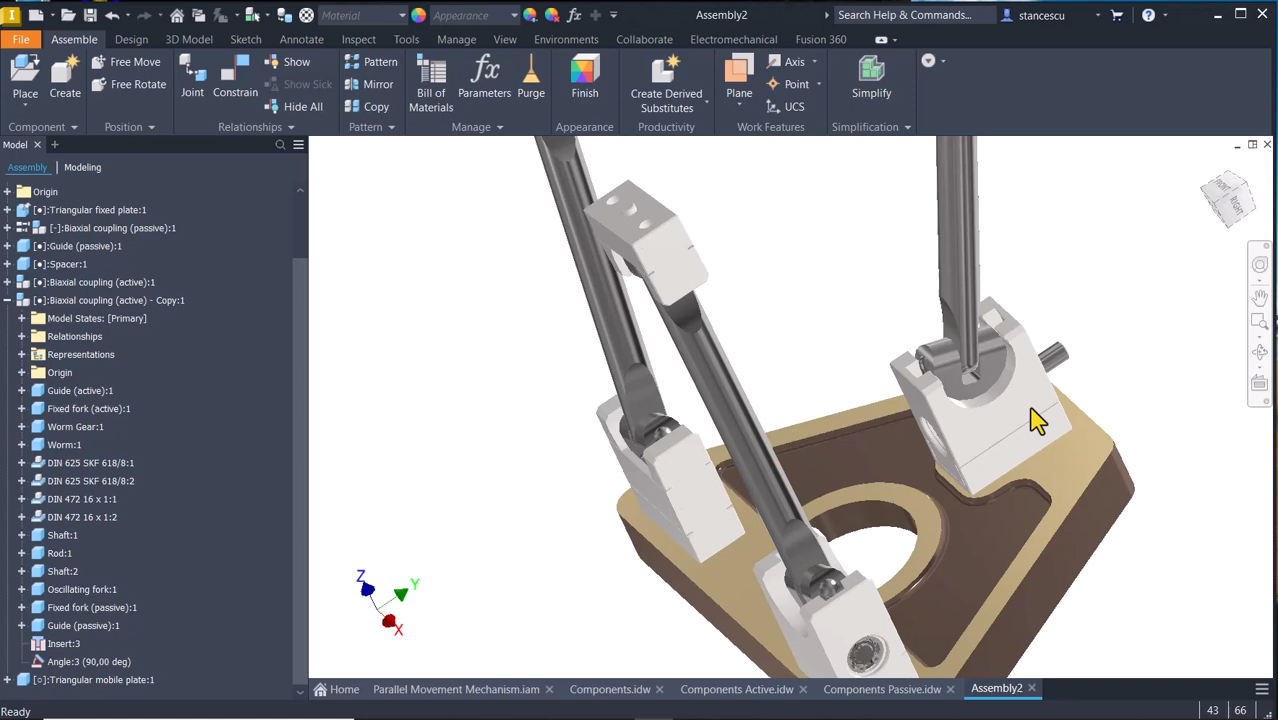 Material
Appearance
Assembly2
Search Help & Commands...
stancescu
File
Assemble
Design
3D Model
Sketch
Annotate
Inspect
Tools
Manage
View
Environments
Collaborate
Electromechanical
Fusion 360
Place
Create
Free Move
Free Rotate
Joint
Constrain
Show
Show Sick
Hide All
Pattern
Mirror
Copy
Bill of
Materials
Parameters
Purge
Finish
Create Derived
Substitutes
Plane
Axis
Point
UCS
Simplify
Component
Position
Relationships
Pattern
Manage
Appearance
Productivity
Work Features
Simplification
Model
Assembly
Modeling
Origin
[●]:Triangular fixed plate:1
[-]:Biaxial coupling (passive):1
[●]:Guide (passive):1
[●]:Spacer:1
[●]:Biaxial coupling (active):1
[●]:Biaxial coupling (active) - Copy:1
Model States: [Primary]
Relationships
Representations
Origin
Guide (active):1
Fixed fork (active):1
Worm Gear:1
Worm:1
DIN 625 SKF 618/8:1
DIN 625 SKF 618/8:2
DIN 472 16 x 1:1
DIN 472 16 x 1:2
Shaft:1
Rod:1
Shaft:2
Oscillating fork:1
Fixed fork (passive):1
Guide (passive):1
Insert:3
Angle:3 (90,00 deg)
[○]:Triangular mobile plate:1
FRONT
RIGHT
Z
Y
X
Home
Parallel Movement Mechanism.iam
Components.idw
Components Active.idw
Components Passive.idw
Assembly2
Ready
43
66